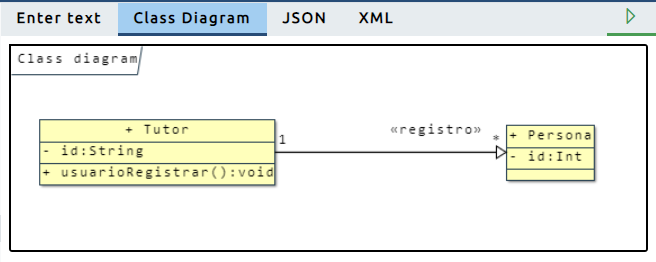 Enter text Class Diagram JSON XML
Class diagram
+ Tutor
- id:String
+ usuarioRegistrar():void
1 «registro» *
+ Persona
- id:Int